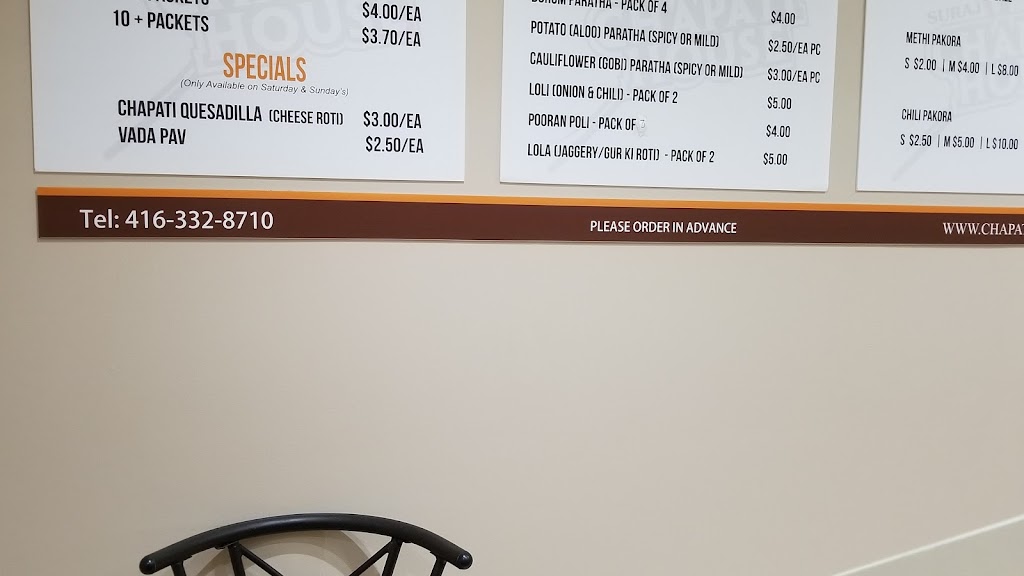 $4.00/EA
10 + PACKETS
$3.70/EA
SPECIALS
(Only Available on Saturday & Sunday's)
CHAPATI QUESADILLA (CHEESE ROTI) $3.00/EA
VADA PAV $2.50/EA
PARATHA - PACK OF 4 $4.00
POTATO (ALOO) PARATHA (SPICY OR MILD) $2.50/EA PC
CAULIFLOWER (GOBI) PARATHA (SPICY OR MILD) $3.00/EA PC
LOLI (ONION & CHILI) - PACK OF 2 $5.00
POORAN POLI - PACK OF $4.00
LOLA (JAGGERY/GUR KI ROTI) - PACK OF 2 $5.00
METHI PAKORA
S $2.00 | M $4.00 | L $8.00
CHILI PAKORA
S $2.50 | M $5.00 | L $10.00
Tel: 416-332-8710
PLEASE ORDER IN ADVANCE
WWW.CHAPAT